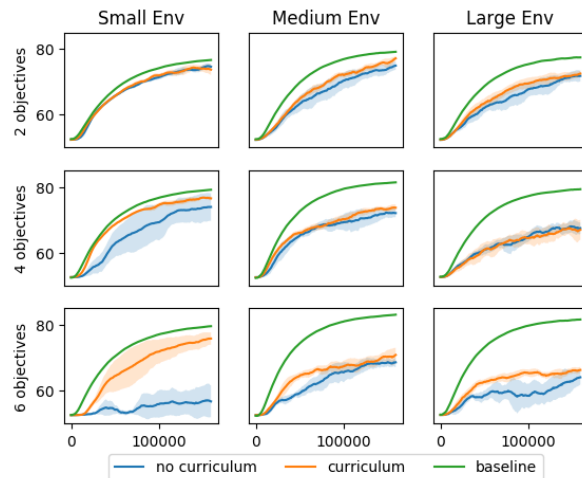 Small Env Medium Env Large Env
2 objectives
80
60
4 objectives
80
60
6 objectives
80
60
0 100000 0 100000 0 100000
no curriculum curriculum baseline